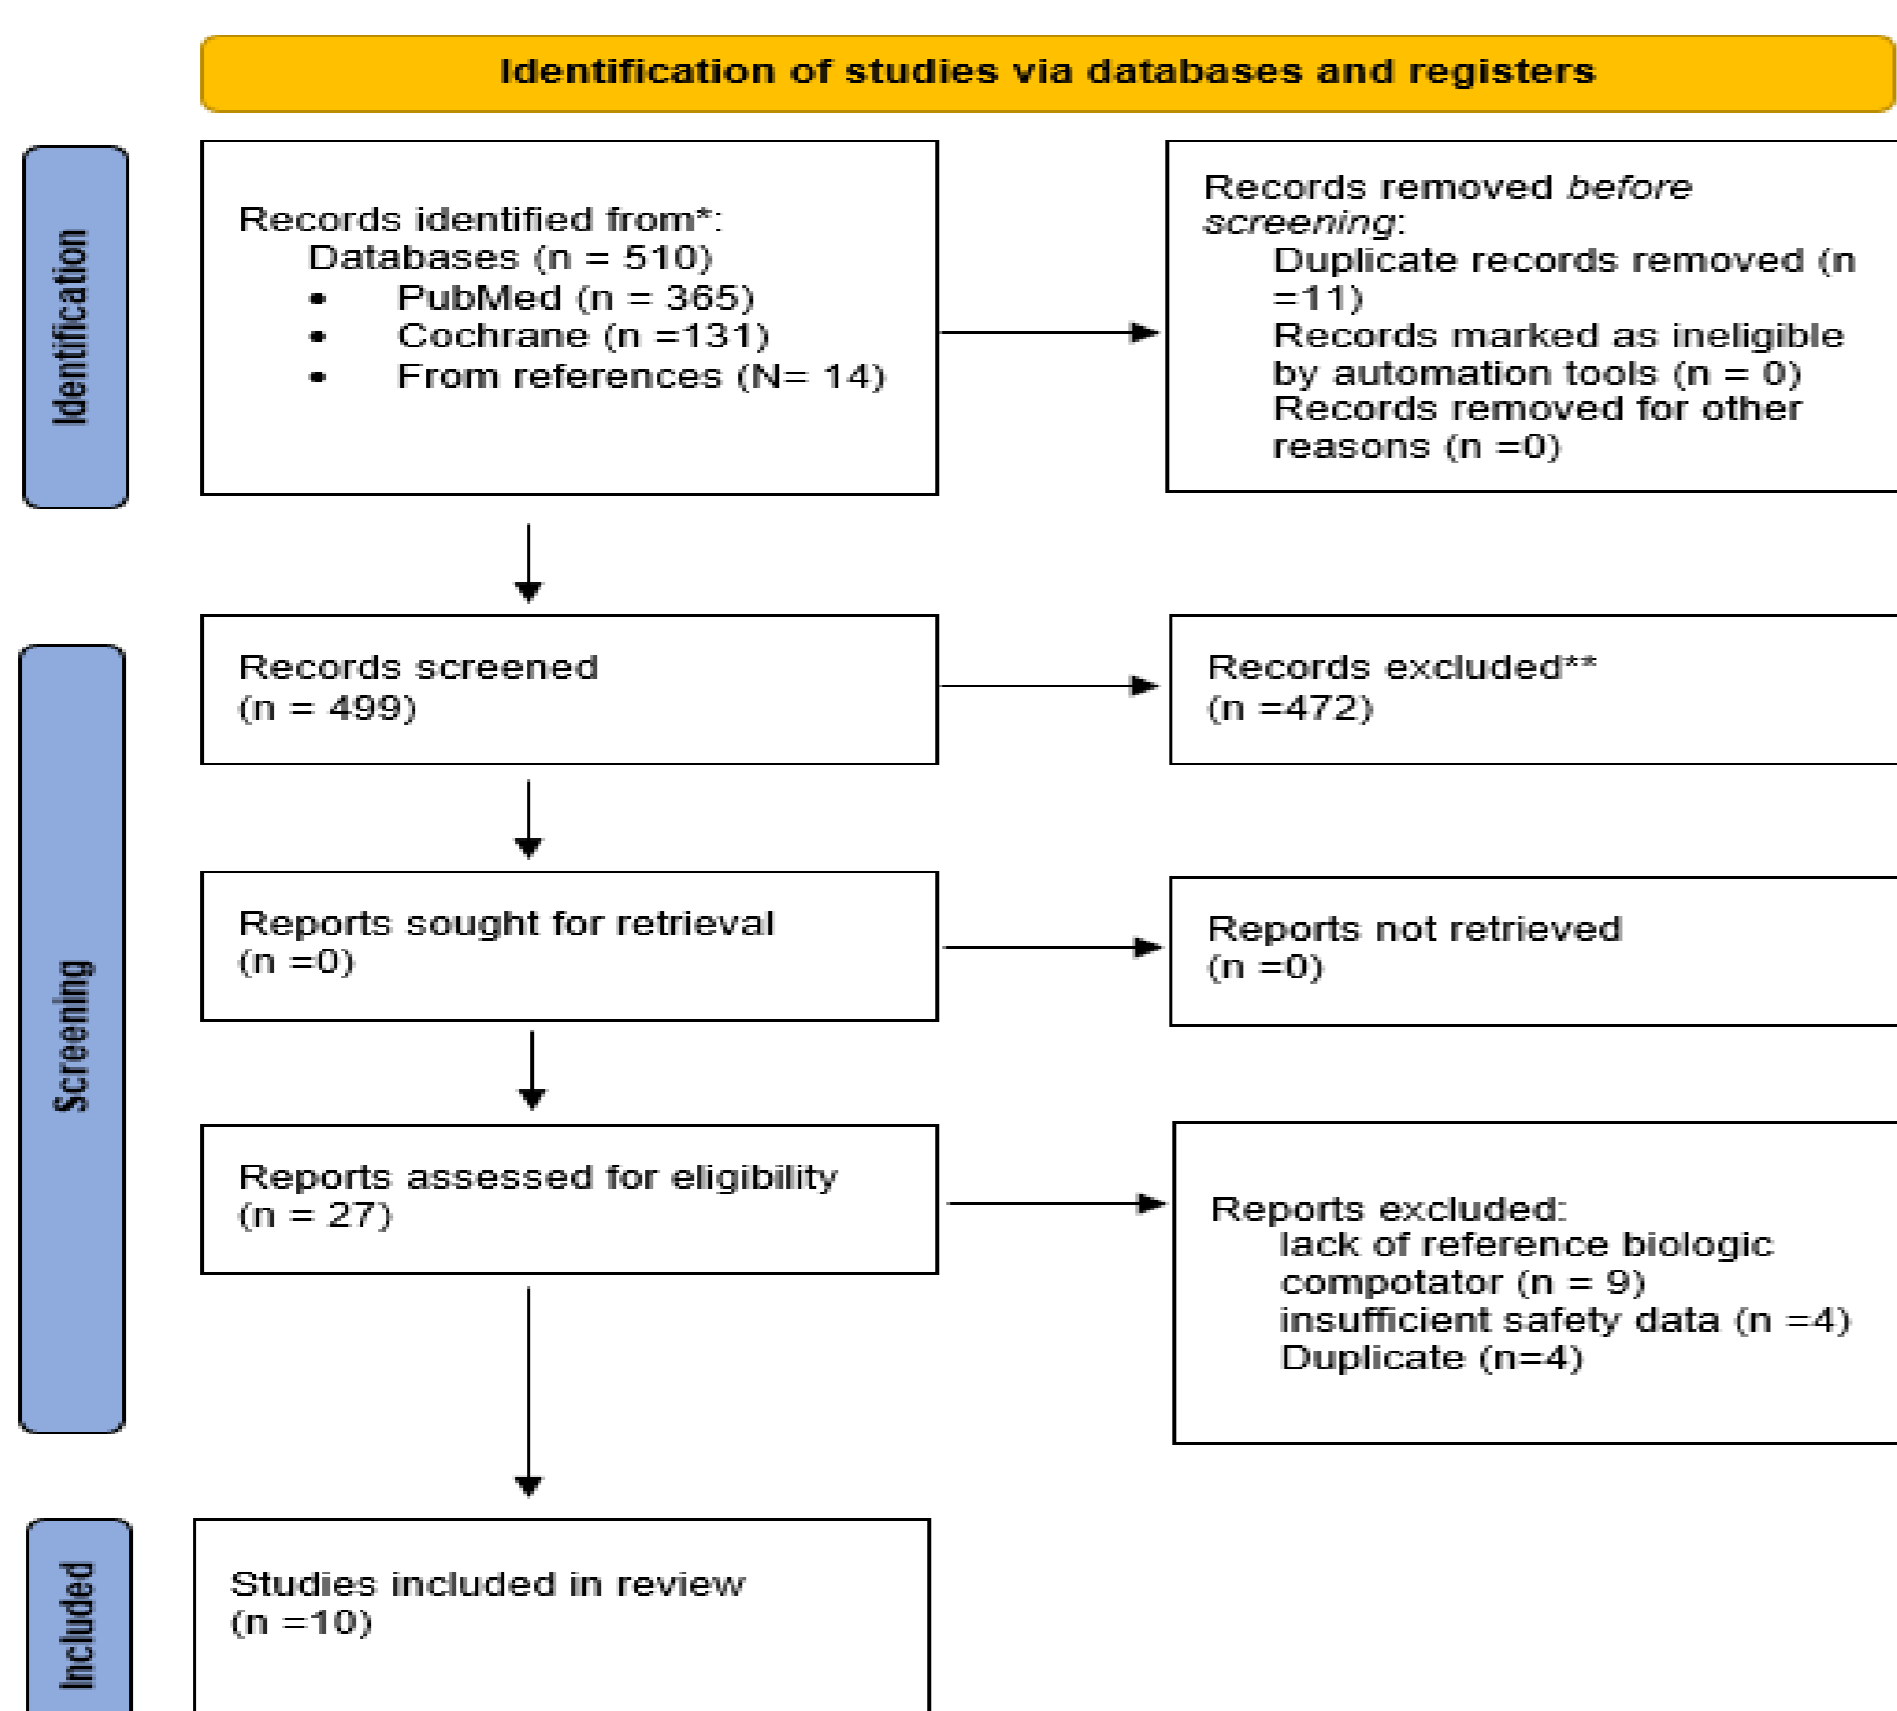 Identification of studies via databases and registers
Identification
Records identified from*:
Databases (n = 510)
• PubMed (n = 365)
• Cochrane (n =131)
• From references (N= 14)
Records removed before
screening:
Duplicate records removed (n
=11)
Records marked as ineligible
by automation tools (n = 0)
Records removed for other
reasons (n =0)
Screening
Records screened
(n = 499)
Records excluded**
(n =472)
Reports sought for retrieval
(n =0)
Reports not retrieved
(n =0)
Reports assessed for eligibility
(n = 27)
Reports excluded:
lack of reference biologic
compotator (n = 9)
insufficient safety data (n =4)
Duplicate (n=4)
Included
Studies included in review
(n =10)